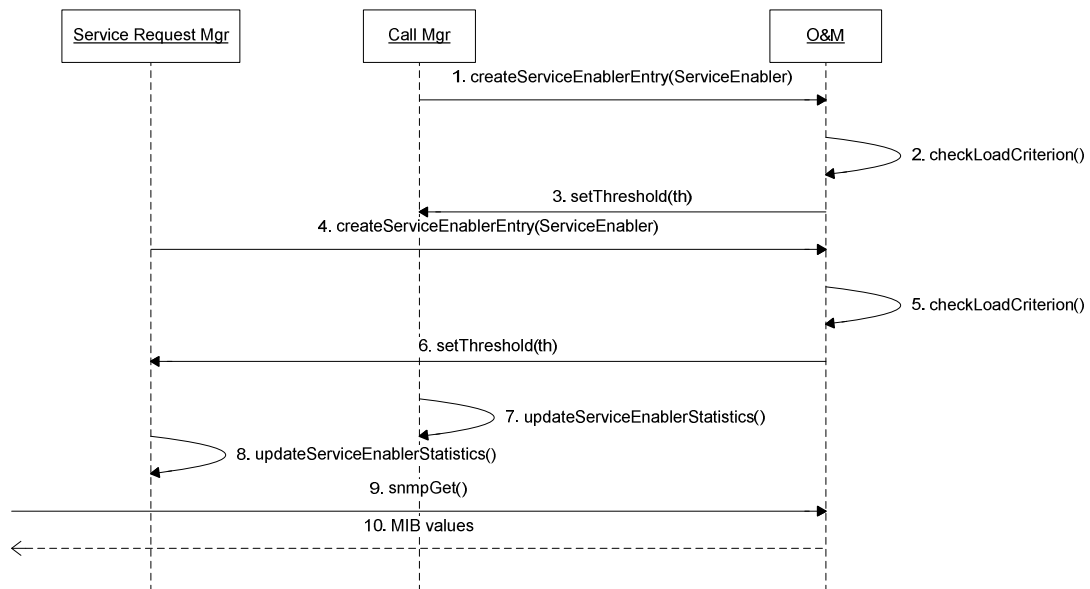 Service Request Mgr
Call Mgr
O&M
1. createServiceEnablerEntry(ServiceEnabler)
2. checkLoadCriterion()
3. setThreshold(th)
4. createServiceEnablerEntry(ServiceEnabler)
5. checkLoadCriterion()
6. setThreshold(th)
7. updateServiceEnablerStatistics()
8. updateServiceEnablerStatistics()
9. snmpGet()
10. MIB values